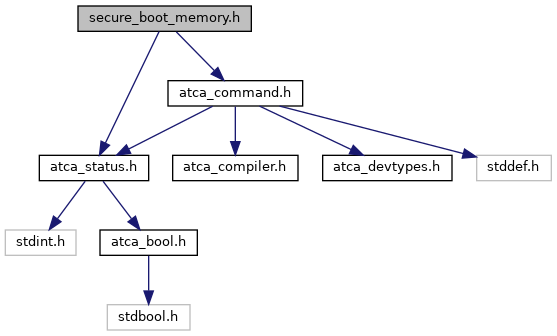 secure_boot_memory.h
atca_command.h
atca_status.h
atca_compiler.h
atca_devtypes.h
stddef.h
stdint.h
atca_bool.h
stdbool.h